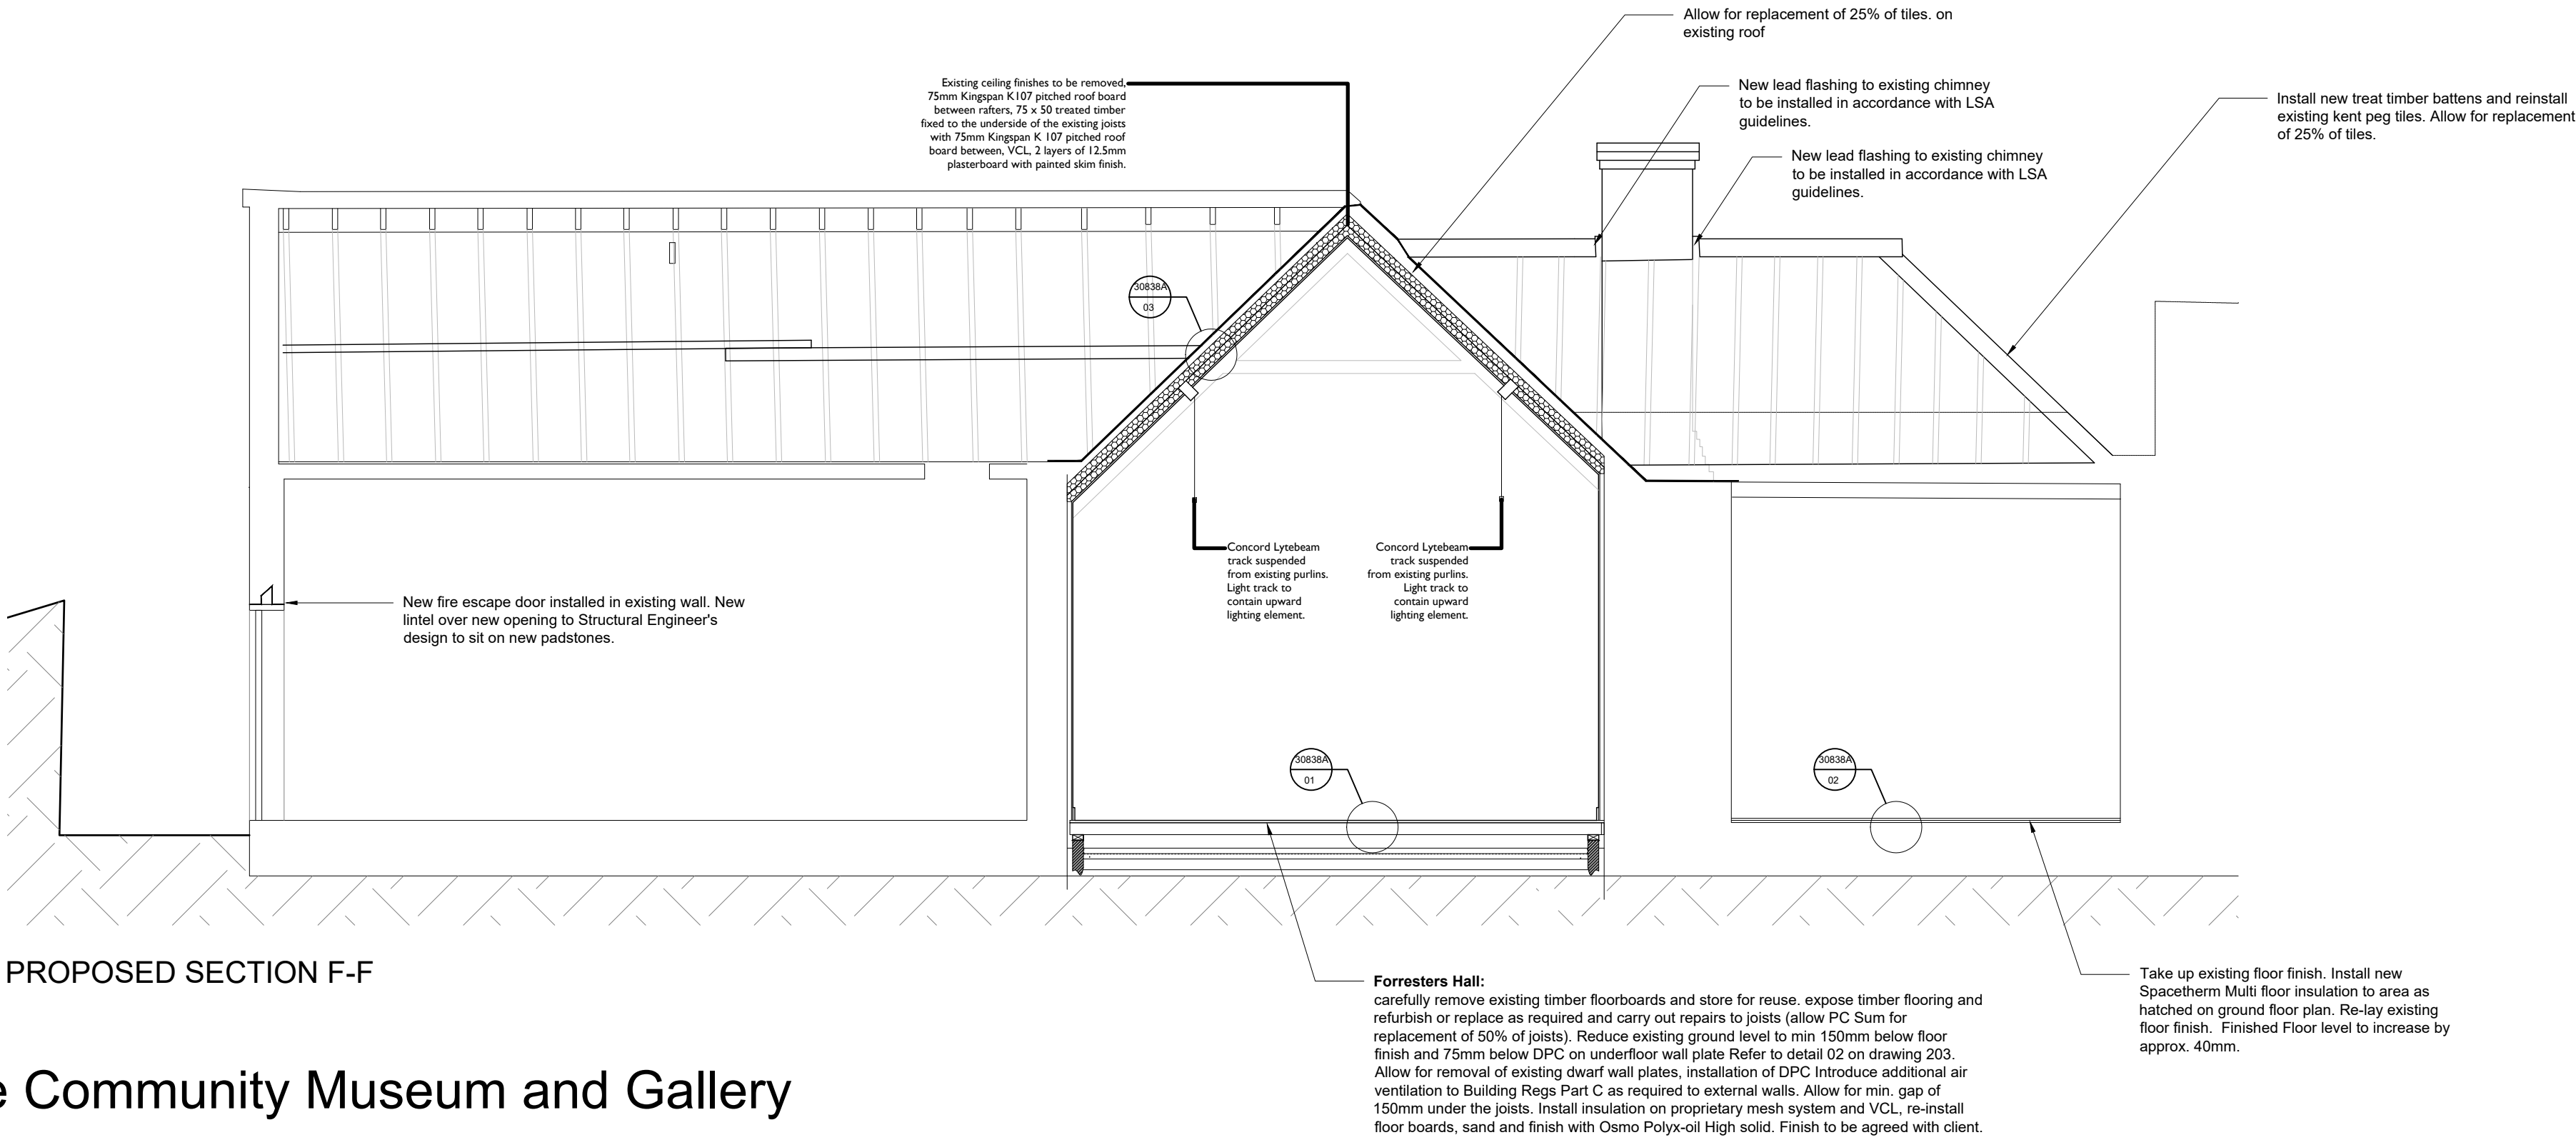 Allow for replacement of 25% of tiles. on
existing roof
Existing ceiling finishes to be removed,
75mm Kingspan K107 pitched roof board
between rafters, 75 x 50 treated timber
fixed to the underside of the existing joists
with 75mm Kingspan K 107 pitched roof
board between, VCL, 2 layers of 12.5mm
plasterboard with painted skim finish.
New lead flashing to existing chimney
to be installed in accordance with LSA
guidelines.
Install new treat timber battens and reinstall
existing kent peg tiles. Allow for replacement
of 25% of tiles.
New lead flashing to existing chimney
to be installed in accordance with LSA
guidelines.
30838A
03
Concord Lytebeam
track suspended
from existing purlins.
Light track to
contain upward
lighting element.
Concord Lytebeam
track suspended
from existing purlins.
Light track to
contain upward
lighting element.
New fire escape door installed in existing wall. New
lintel over new opening to Structural Engineer's
design to sit on new padstones.
30838A
01
30838A
02
PROPOSED SECTION F-F
Forresters Hall:
carefully remove existing timber floorboards and store for reuse. expose timber flooring and
refurbish or replace as required and carry out repairs to joists (allow PC Sum for
replacement of 50% of joists). Reduce existing ground level to min 150mm below floor
finish and 75mm below DPC on underfloor wall plate Refer to detail 02 on drawing 203.
Allow for removal of existing dwarf wall plates, installation of DPC Introduce additional air
ventilation to Building Regs Part C as required to external walls. Allow for min. gap of
150mm under the joists. Install insulation on proprietary mesh system and VCL, re-install
floor boards, sand and finish with Osmo Polyx-oil High solid. Finish to be agreed with client.
Take up existing floor finish. Install new
Spacetherm Multi floor insulation to area as
hatched on ground floor plan. Re-lay existing
floor finish. Finished Floor level to increase by
approx. 40mm.
e Community Museum and Gallery